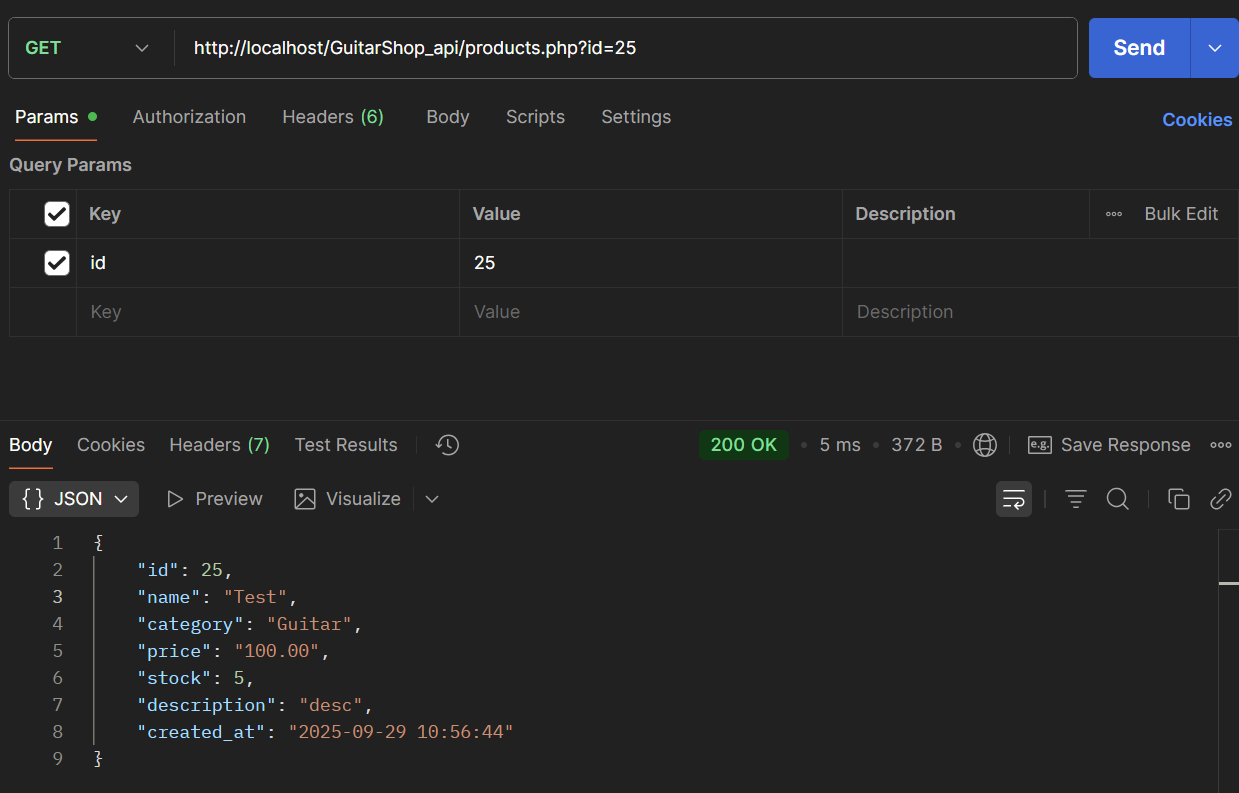 GET http://localhost/GuitarShop_api/products.php?id=25 Send
Params Authorization Headers (6) Body Scripts Settings Cookies
Query Params
Key Value Description Bulk Edit
id 25
Key Value Description
Body Cookies Headers (7) Test Results 200 OK • 5 ms • 372 B • e.g. Save Response
{} JSON Preview Visualize
1 {
2 "id": 25,
3 "name": "Test",
4 "category": "Guitar",
5 "price": "100.00",
6 "stock": 5,
7 "description": "desc",
8 "created_at": "2025-09-29 10:56:44"
9 }